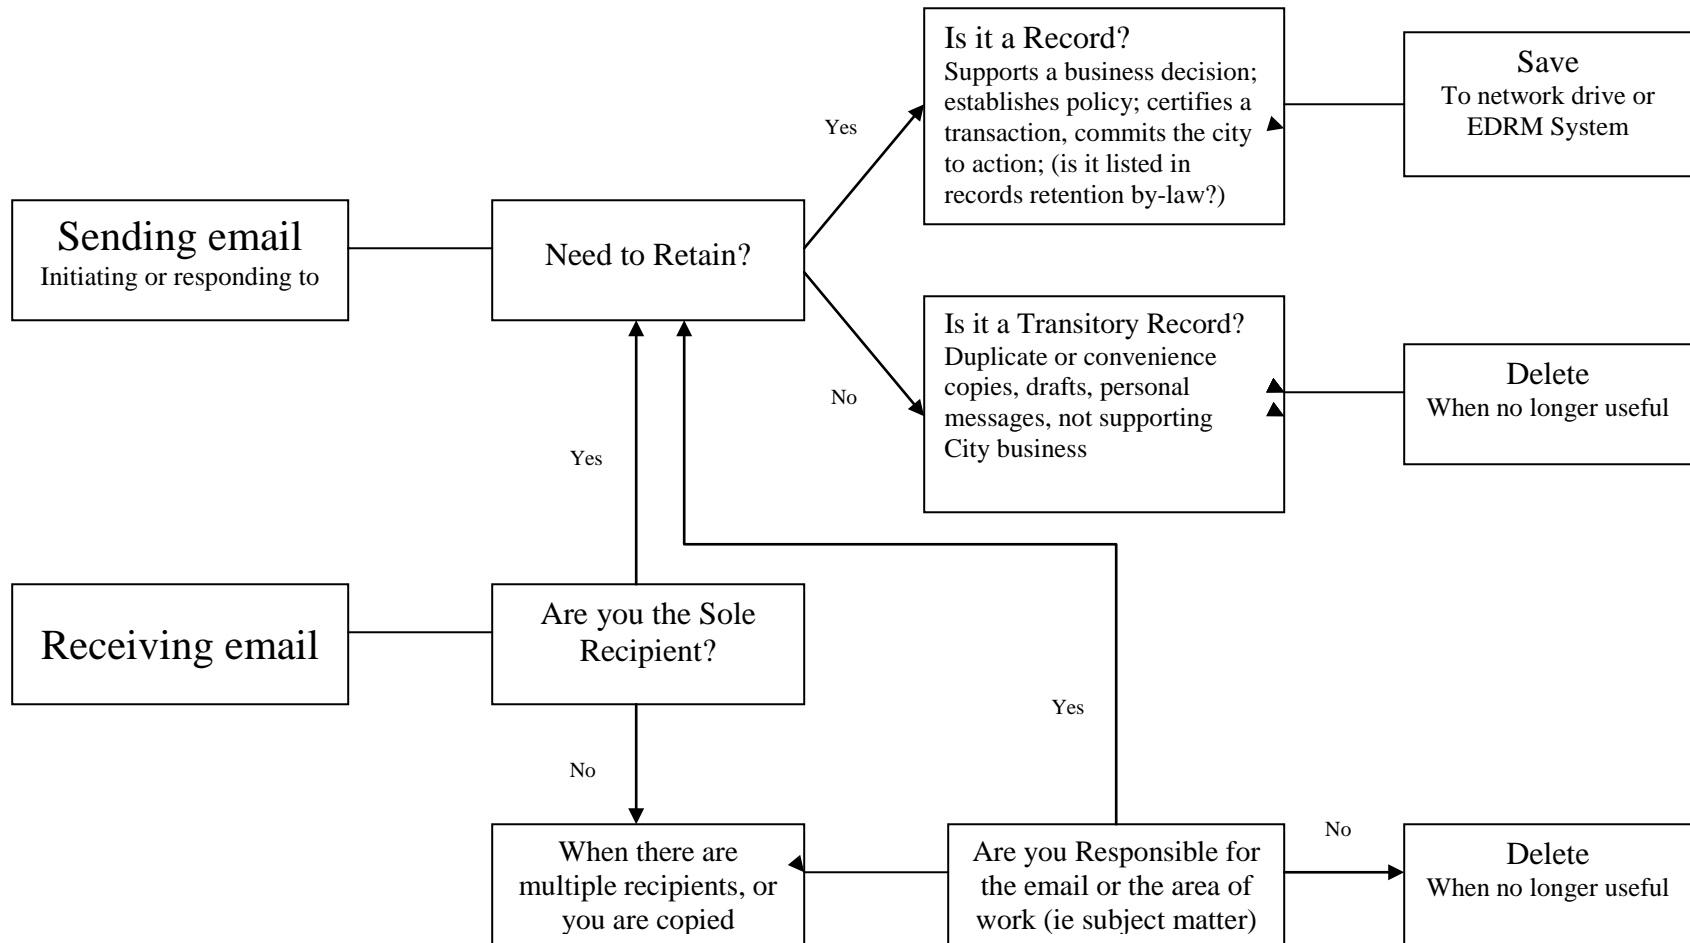 Is it a Record?
Supports a business decision;
establishes policy; certifies a
transaction, commits the city
to action; (is it listed in
records retention by-law?)
Save
To network drive or
EDRM System
Yes
Sending email
Initiating or responding to
Need to Retain?
No
Is it a Transitory Record?
Duplicate or convenience
copies, drafts, personal
messages, not supporting
City business
Delete
When no longer useful
Yes
Receiving email
Are you the Sole
Recipient?
Yes
No
When there are
multiple recipients, or
you are copied
Are you Responsible for
the email or the area of
work (ie subject matter)
No
Delete
When no longer useful